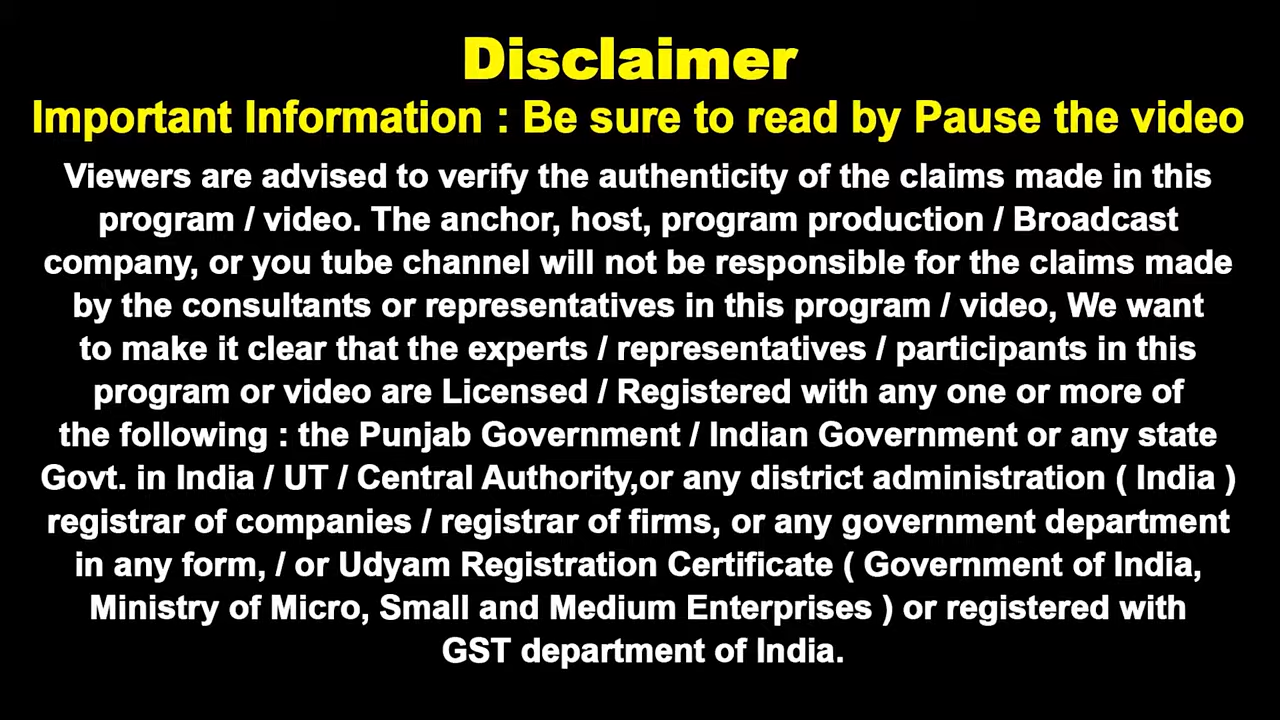 Disclaimer
Important Information : Be sure to read by Pause the video
Viewers are advised to verify the authenticity of the claims made in this
program / video. The anchor, host, program production / Broadcast
company, or you tube channel will not be responsible for the claims made
by the consultants or representatives in this program / video, We want
to make it clear that the experts / representatives / participants in this
program or video are Licensed / Registered with any one or more of
the following : the Punjab Government / Indian Government or any state
Govt. in India / UT / Central Authority,or any district administration ( India )
registrar of companies / registrar of firms, or any government department
in any form, / or Udyam Registration Certificate ( Government of India,
Ministry of Micro, Small and Medium Enterprises ) or registered with
GST department of India.